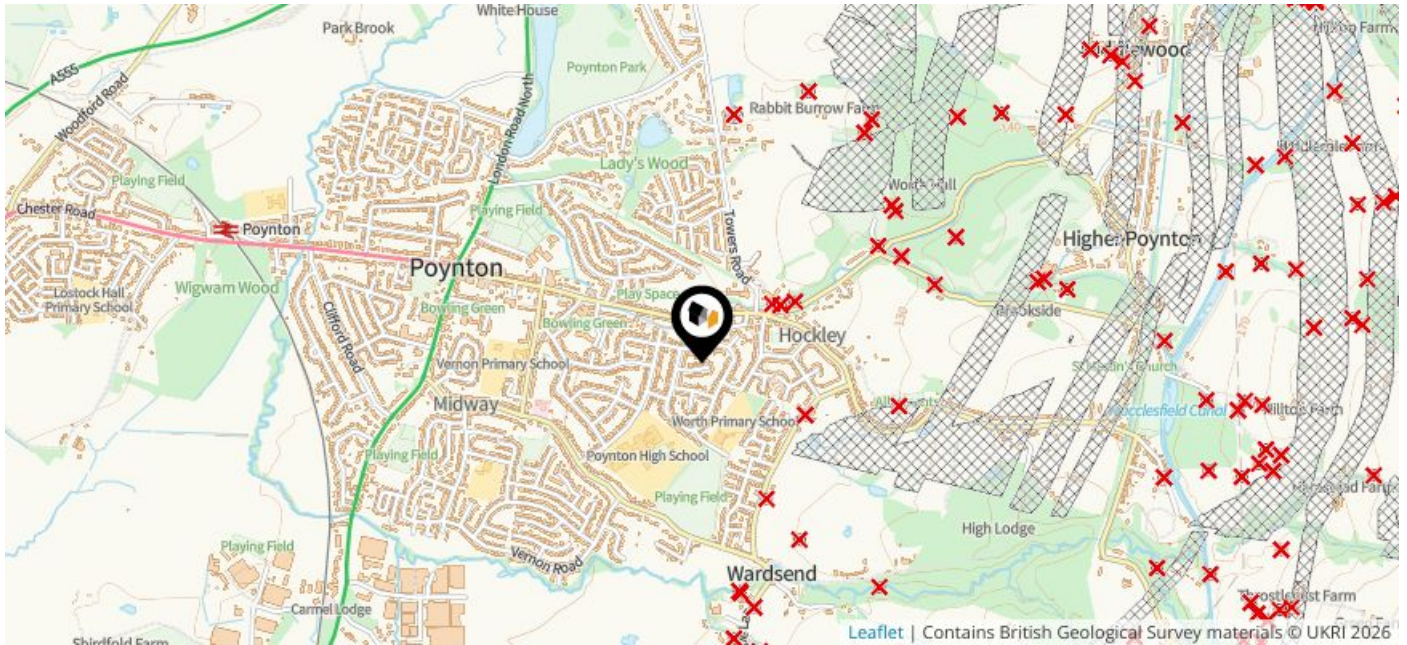 White House
Park Brook
A555
Woodford Road
London Road North
Poynton Park
Rabbit Burrow Farm
Lady's Wood
Playing Field
Chester Road
Poynton
Playing Field
Towers Road
Higher Poynton
Poynton
Lostock Hall
Primary School
Wigwam Wood
Clifford Road
Bowling Green
Play Space
Bowling Green
Hockley
Brookside
Vernon Primary School
Midway
Macclesfield Canal
Worth Primary School
Poynton High School
Playing Field
Playing Field
High Lodge
Playing Field
Vernon Road
Wardsend
Carmel Lodge
Shirdfold Farm
130
140
170
Leaflet | Contains British Geological Survey materials © UKRI 2026